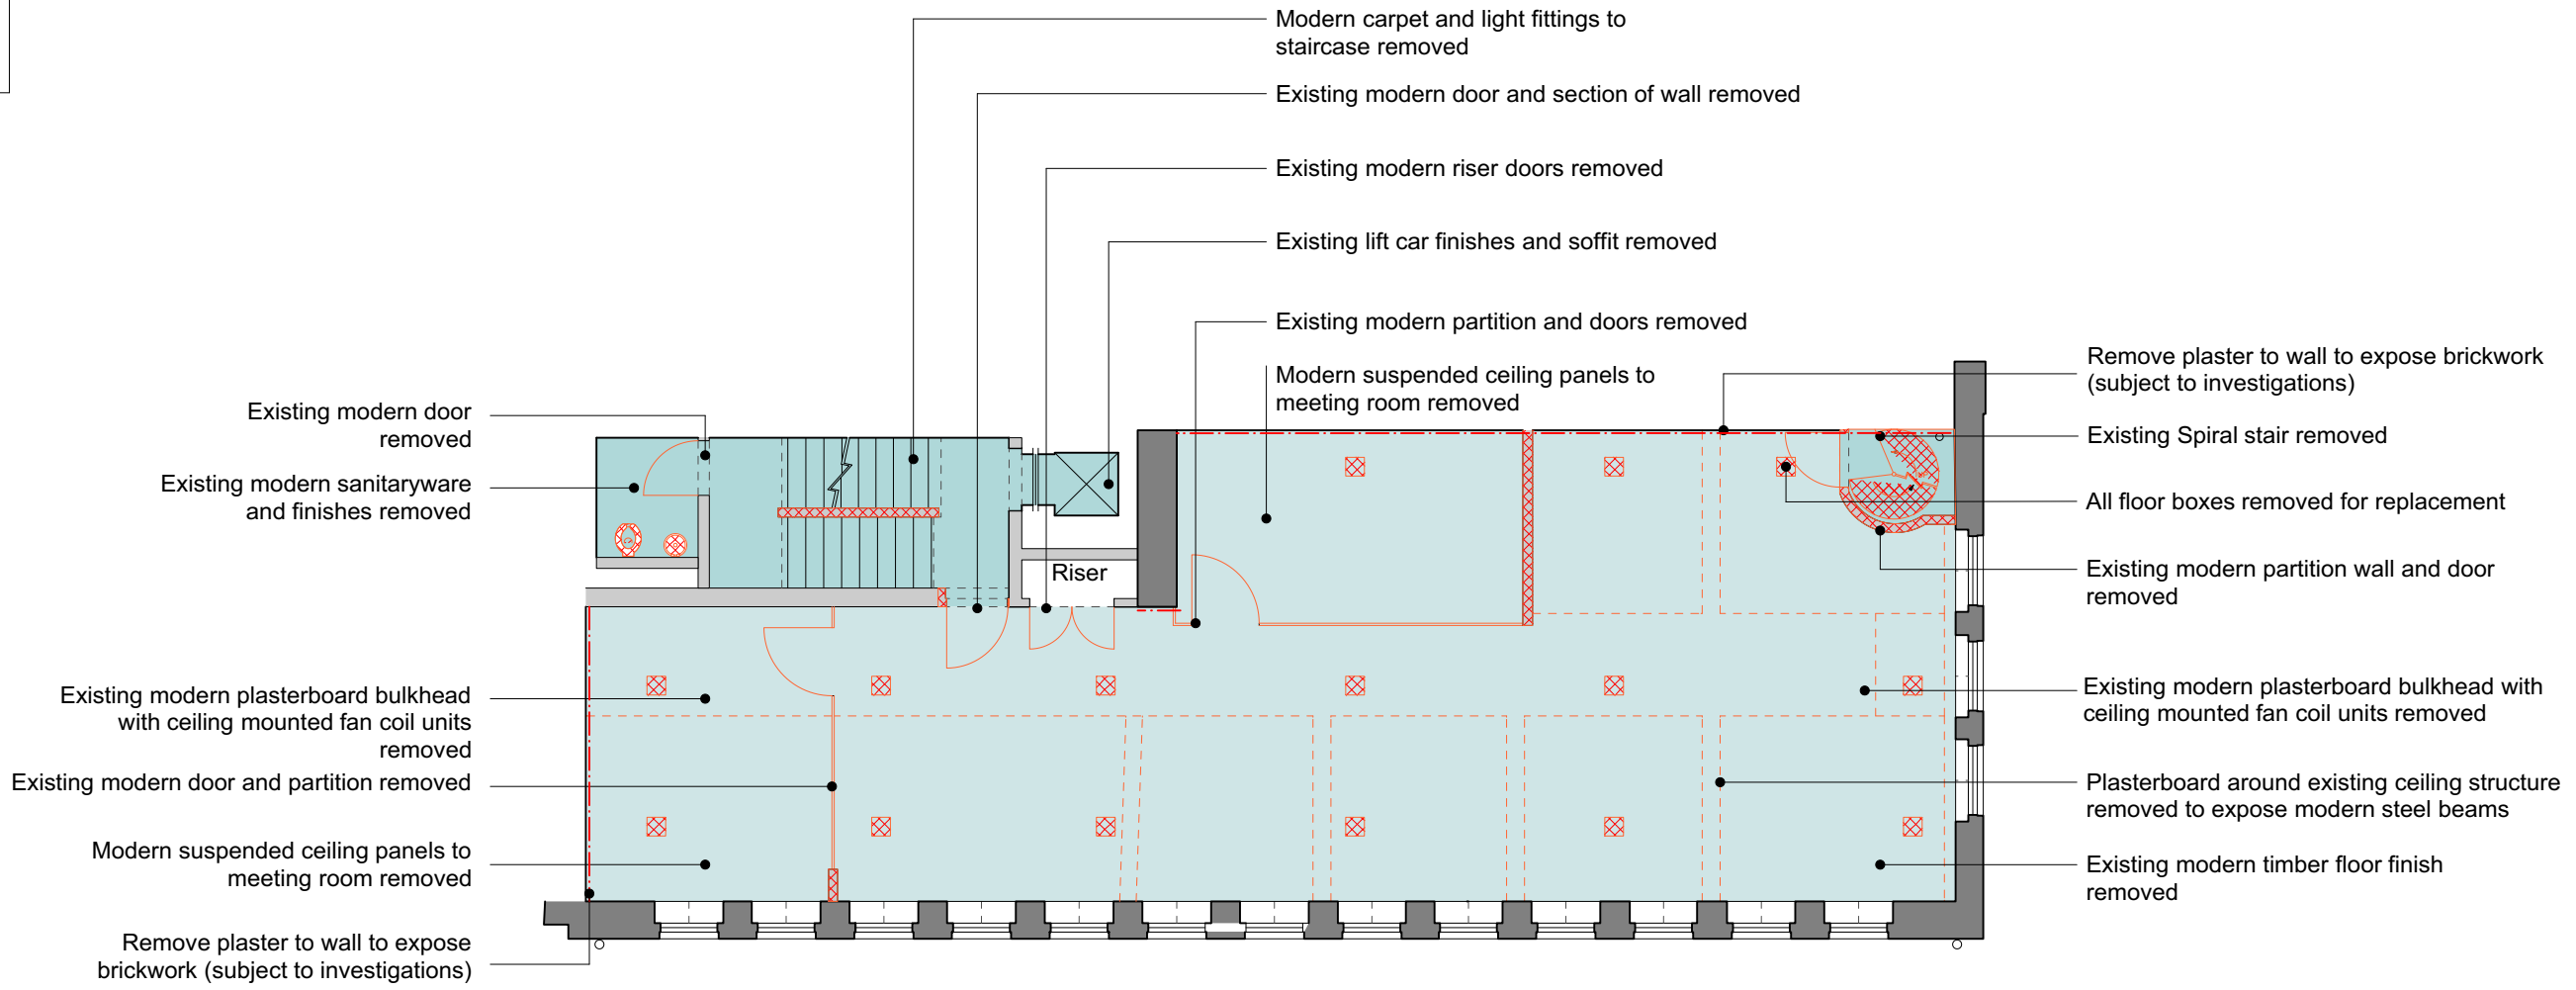 Modern carpet and light fittings to
staircase removed
Existing modern door and section of wall removed
Existing modern riser doors removed
Existing lift car finishes and soffit removed
Existing modern partition and doors removed
Modern suspended ceiling panels to
meeting room removed
Remove plaster to wall to expose brickwork
(subject to investigations)
Existing Spiral stair removed
All floor boxes removed for replacement
Existing modern partition wall and door
removed
Existing modern plasterboard bulkhead with
ceiling mounted fan coil units removed
Plasterboard around existing ceiling structure
removed to expose modern steel beams
Existing modern timber floor finish
removed
Existing modern door
removed
Existing modern sanitaryware
and finishes removed
Riser
Existing modern plasterboard bulkhead
with ceiling mounted fan coil units
removed
Existing modern door and partition removed
Modern suspended ceiling panels to
meeting room removed
Remove plaster to wall to expose
brickwork (subject to investigations)